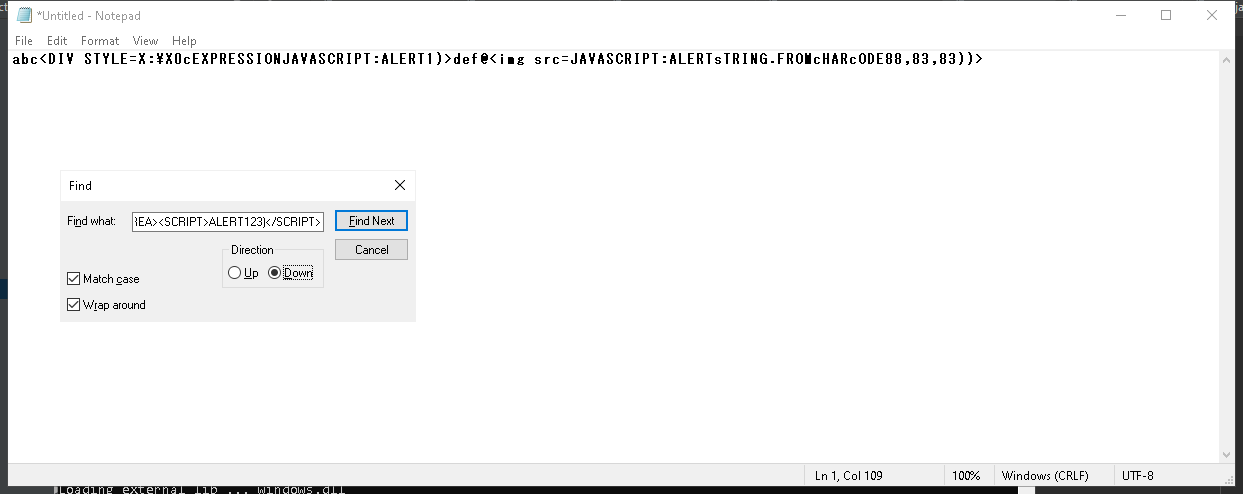 *Untitled - Notepad
File Edit Format View Help
abc<DIV STYLE=X:¥X0cEXPRESSIONJAVASCRIPT:ALERT1)>def@<img src=JAVASCRIPT:ALERTsTRING.FROMcHARcODE88,83,83))>
Find
Find what: EA><SCRIPT>ALERT123)</SCRIPT> Find Next
Direction Cancel
Up Down
Match case
Wrap around
Ln 1, Col 109 100% Windows (CRLF) UTF-8
Loading external lib ... windows.dll